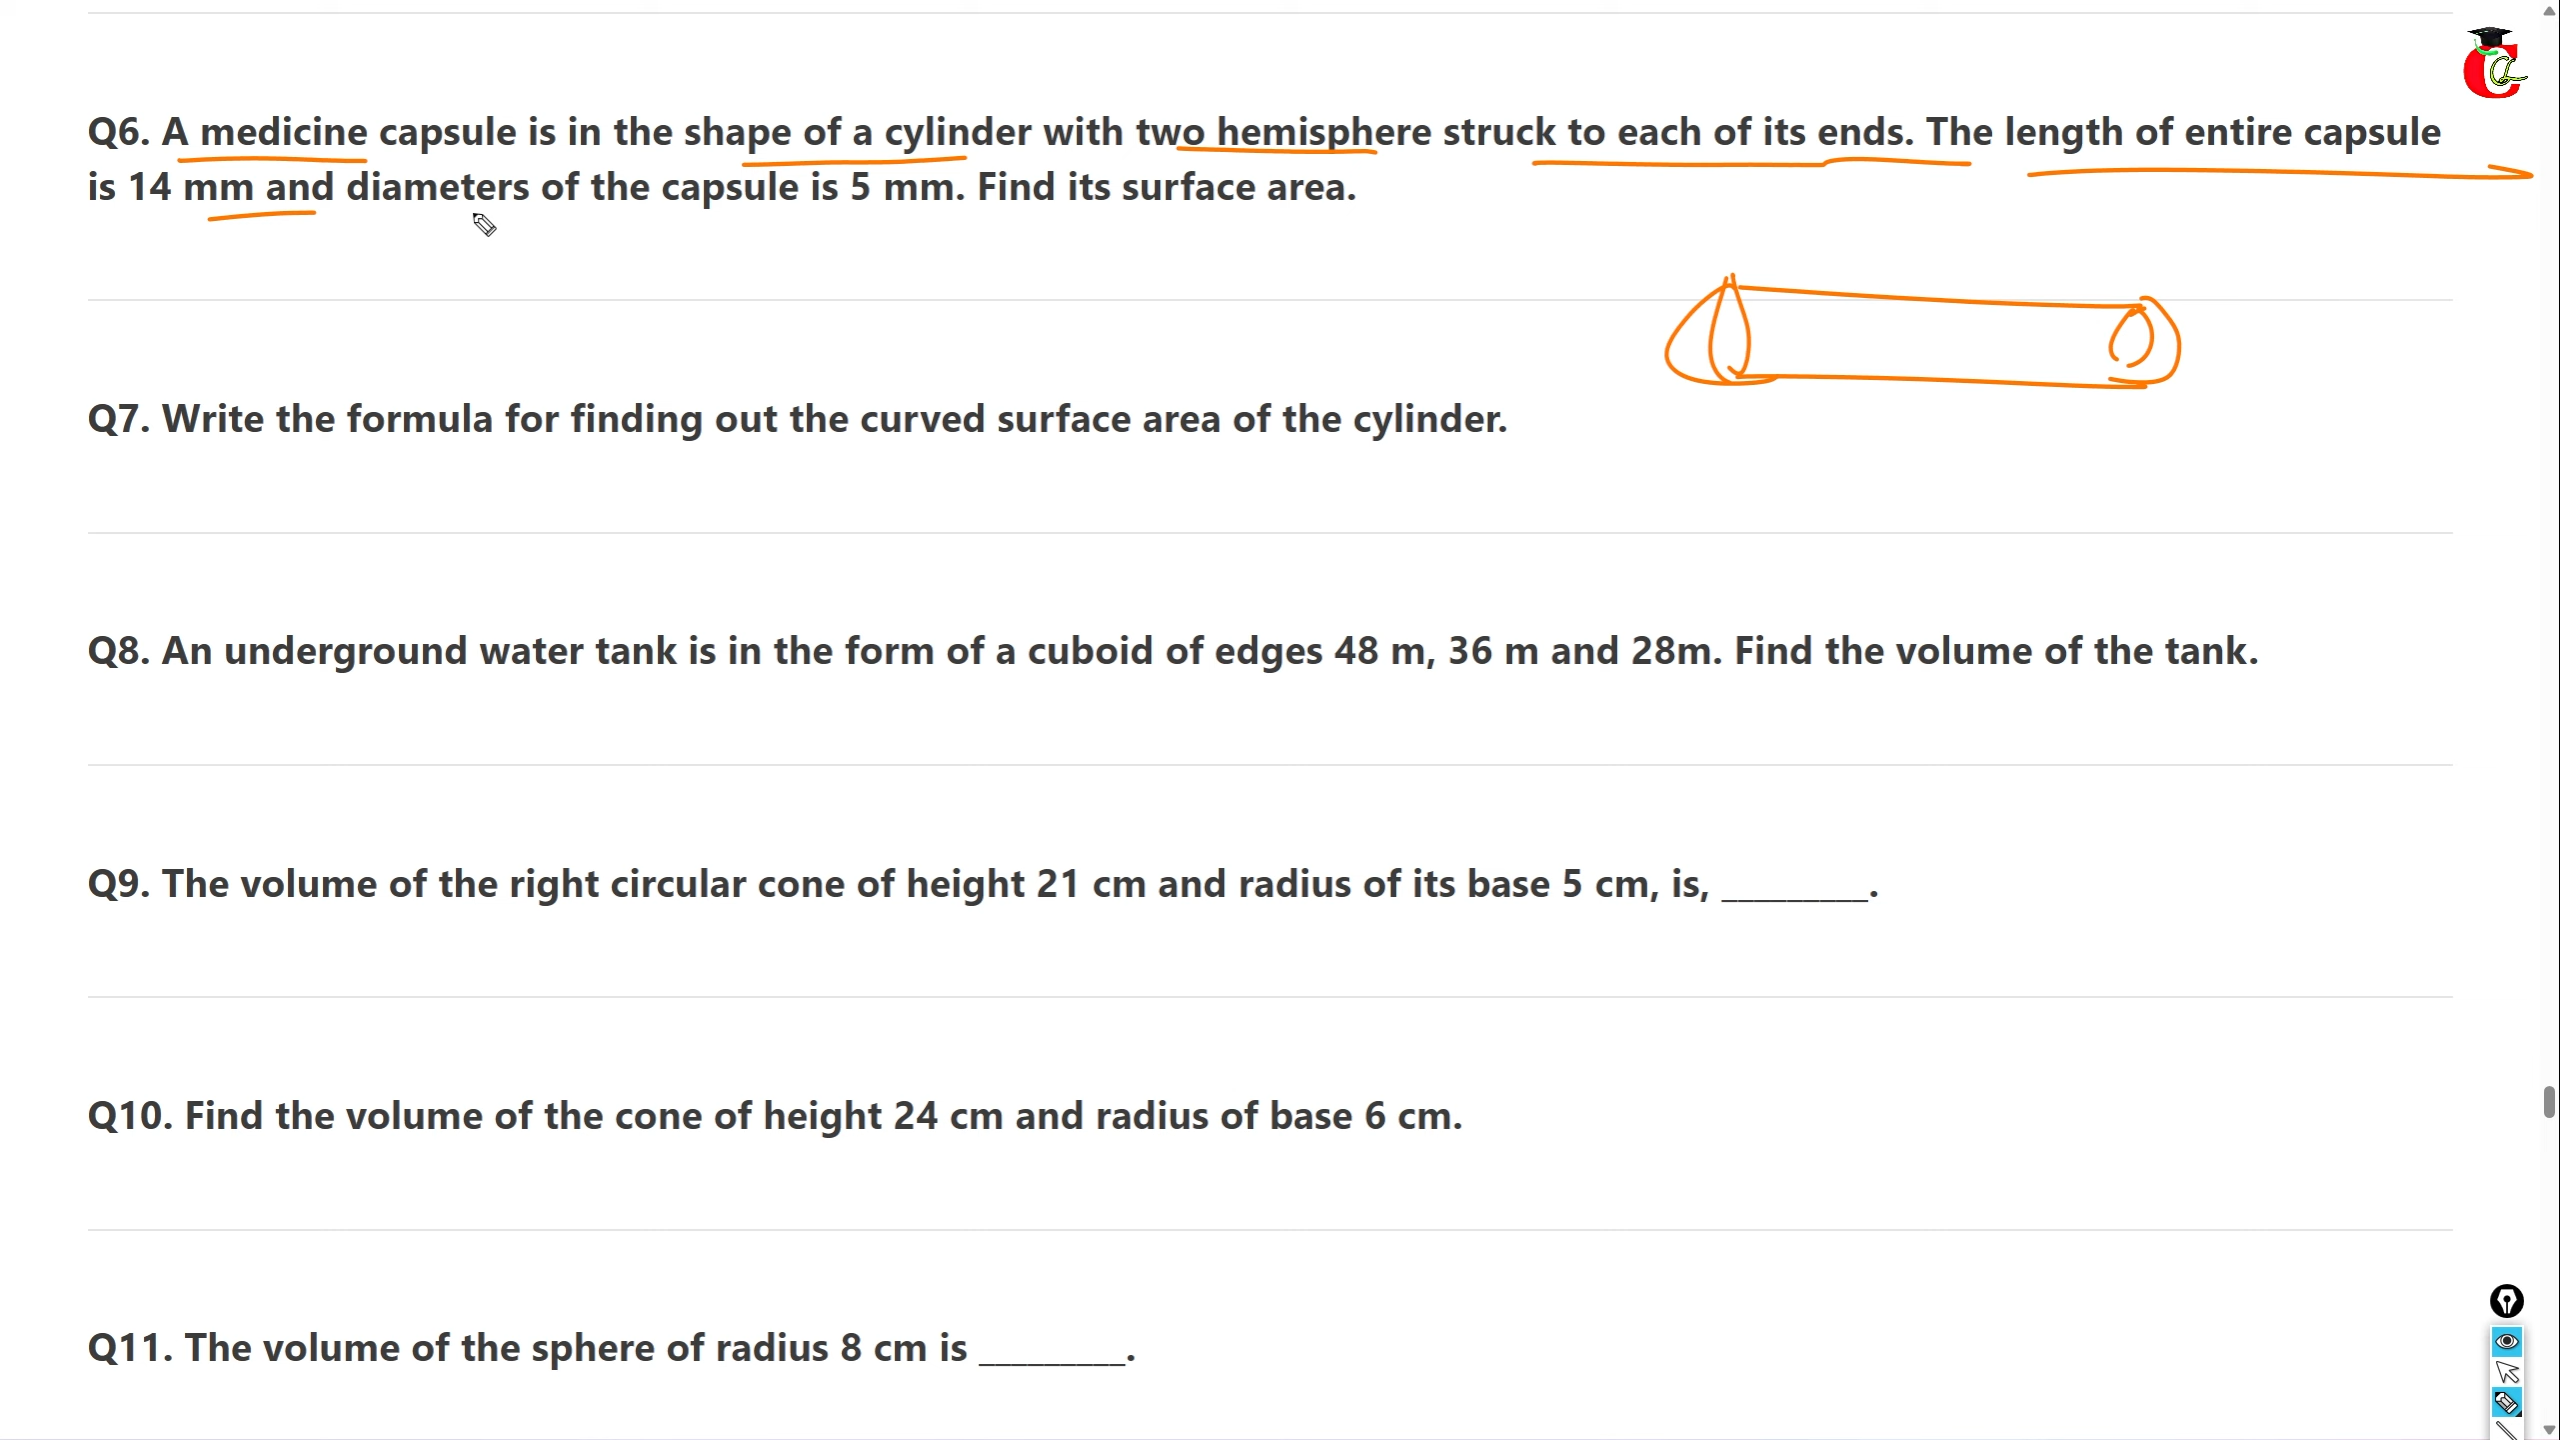 Q6. A medicine capsule is in the shape of a cylinder with two hemisphere struck to each of its ends. The length of entire capsule
is 14 mm and diameters of the capsule is 5 mm. Find its surface area.
Q7. Write the formula for finding out the curved surface area of the cylinder.
Q8. An underground water tank is in the form of a cuboid of edges 48 m, 36 m and 28m. Find the volume of the tank.
Q9. The volume of the right circular cone of height 21 cm and radius of its base 5 cm, is, _________.
Q10. Find the volume of the cone of height 24 cm and radius of base 6 cm.
Q11. The volume of the sphere of radius 8 cm is _________.